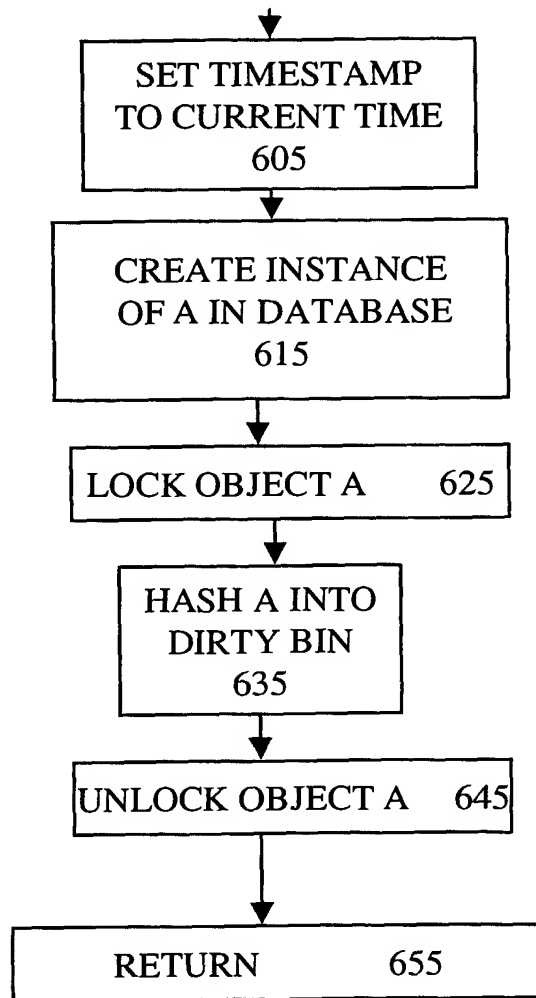 SET TIMESTAMP
TO CURRENT TIME
605
CREATE INSTANCE
OF A IN DATABASE
615
LOCK OBJECT A 625
HASH A INTO
DIRTY BIN
635
UNLOCK OBJECT A 645
RETURN 655